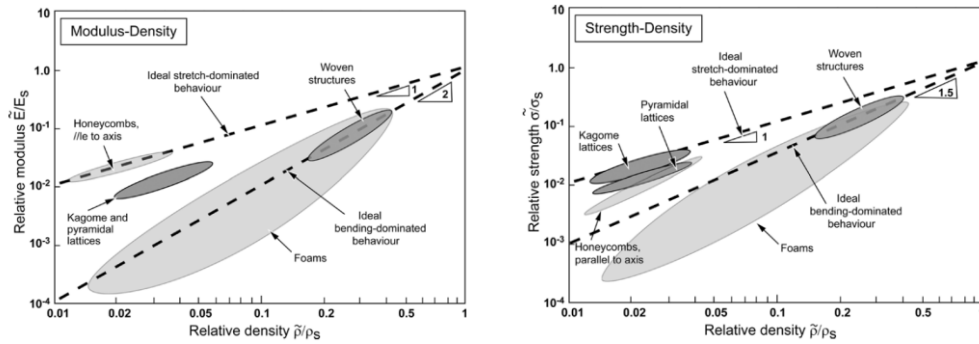 Modulus-Density
10
1.0
10-1
10-2
10-3
10-4
Relative modulus Ẽ/Es
Ideal stretch-dominated
behaviour
Woven
structures
1
2
Honeycombs,
//le to axis
Kagome and
pyramidal
lattices
Ideal
bending-dominated
behaviour
Foams
0.01
0.02
0.05
0.1
0.2
0.5
1
Relative density ρ̃/ρs
Strength-Density
10
1.0
10-1
10-2
10-3
10-4
Relative strength σ̃/σs
Ideal
stretch-dominated
behaviour
Woven
structures
1.5
Pyramidal
lattices
Kagome
lattices
1
Honeycombs,
parallel to axis
Ideal
bending-dominated
behaviour
Foams
0.01
0.02
0.05
0.1
0.2
0.5
1
Relative density ρ̃/ρs